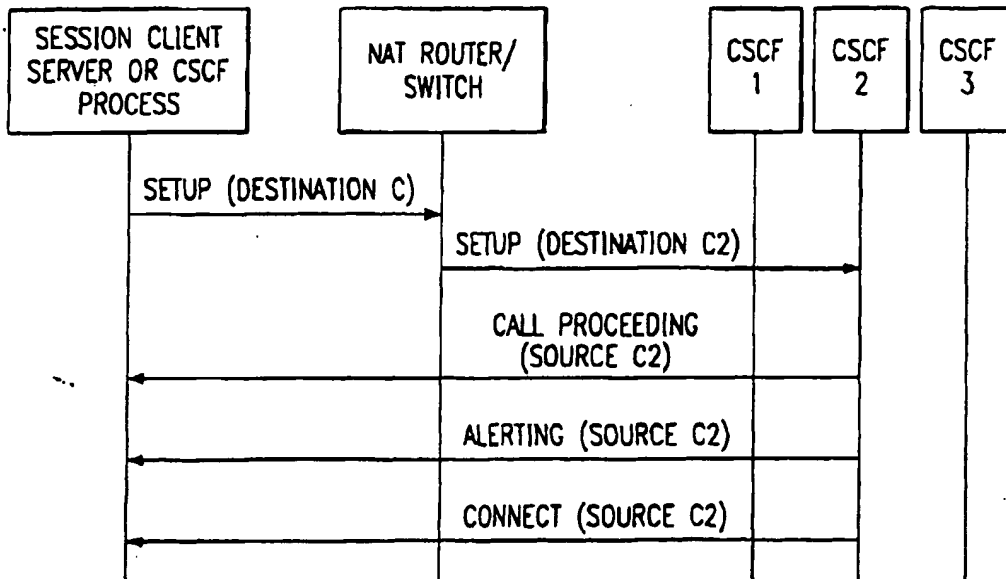 SESSION CLIENT
SERVER OR CSCF
PROCESS
NAT ROUTER/
SWITCH
CSCF
1
CSCF
2
CSCF
3
SETUP (DESTINATION C)
SETUP (DESTINATION C2)
CALL PROCEEDING
(SOURCE C2)
ALERTING (SOURCE C2)
CONNECT (SOURCE C2)